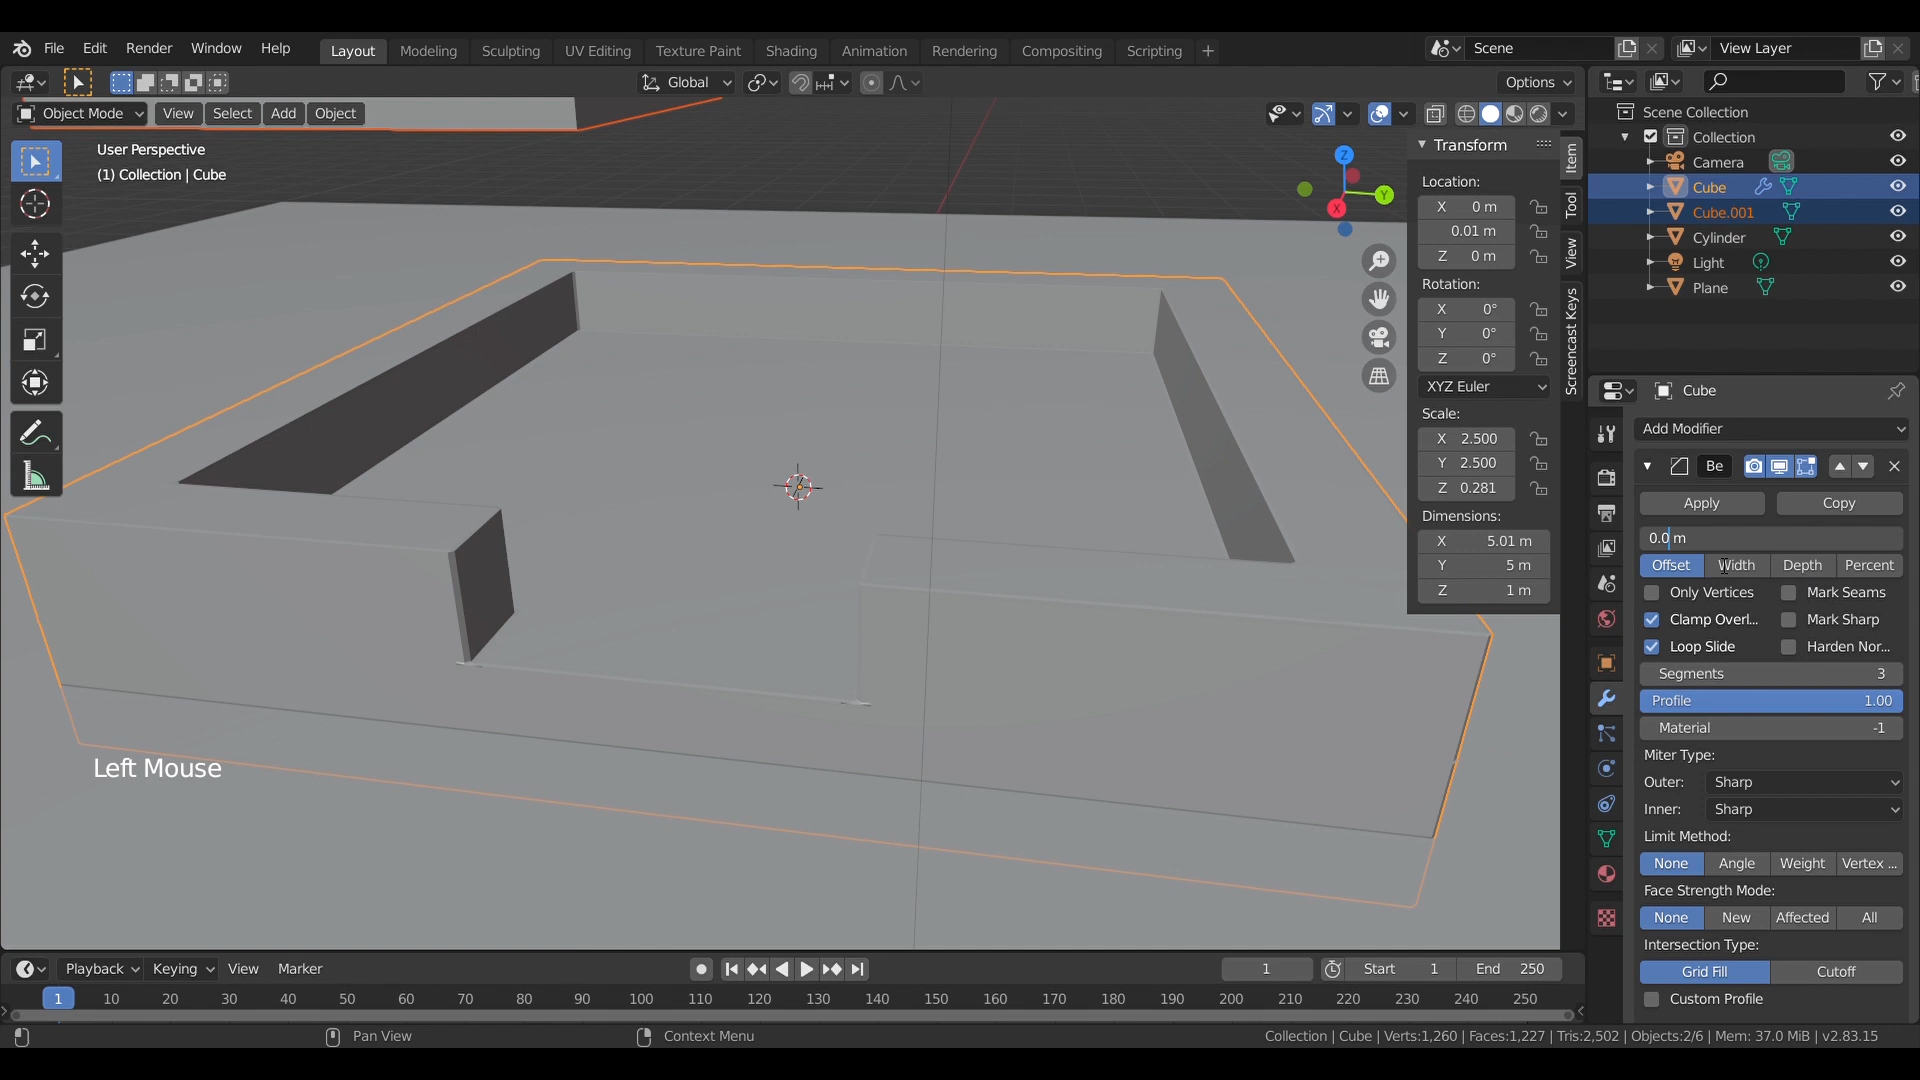 File Edit Render Window Help Layout Modeling Sculpting UV Editing Texture Paint Shading Animation Rendering Compositing Scripting + Scene View Layer
Global Options
Object Mode View Select Add Object
User Perspective
(1) Collection | Cube
Z
Y
X
Transform
Location:
X 0 m
0.01 m
Z 0 m
Rotation:
X 0°
Y 0°
Z 0°
XYZ Euler
Scale:
X 2.500
Y 2.500
Z 0.281
Dimensions:
X 5.01 m
Y 5 m
Z 1 m
Item
Tool
View
Screencast Keys
Scene Collection
Collection
Camera
Cube
Cube.001
Cylinder
Light
Plane
Cube
Add Modifier
Be
Apply Copy
0.0 m
Offset Width Depth Percent
Only Vertices Mark Seams
Clamp Overl... Mark Sharp
Loop Slide Harden Nor...
Segments 3
Profile 1.00
Material -1
Miter Type:
Outer: Sharp
Inner: Sharp
Limit Method:
None Angle Weight Vertex ...
Face Strength Mode:
None New Affected All
Intersection Type:
Grid Fill Cutoff
Custom Profile
Left Mouse
Playback Keying View Marker 1 Start 1 End 250
1 10 20 30 40 50 60 70 80 90 100 110 120 130 140 150 160 170 180 190 200 210 220 230 240 250
Pan View Context Menu Collection | Cube | Verts:1,260 | Faces:1,227 | Tris:2,502 | Objects:2/6 | Mem: 37.0 MiB | v2.83.15